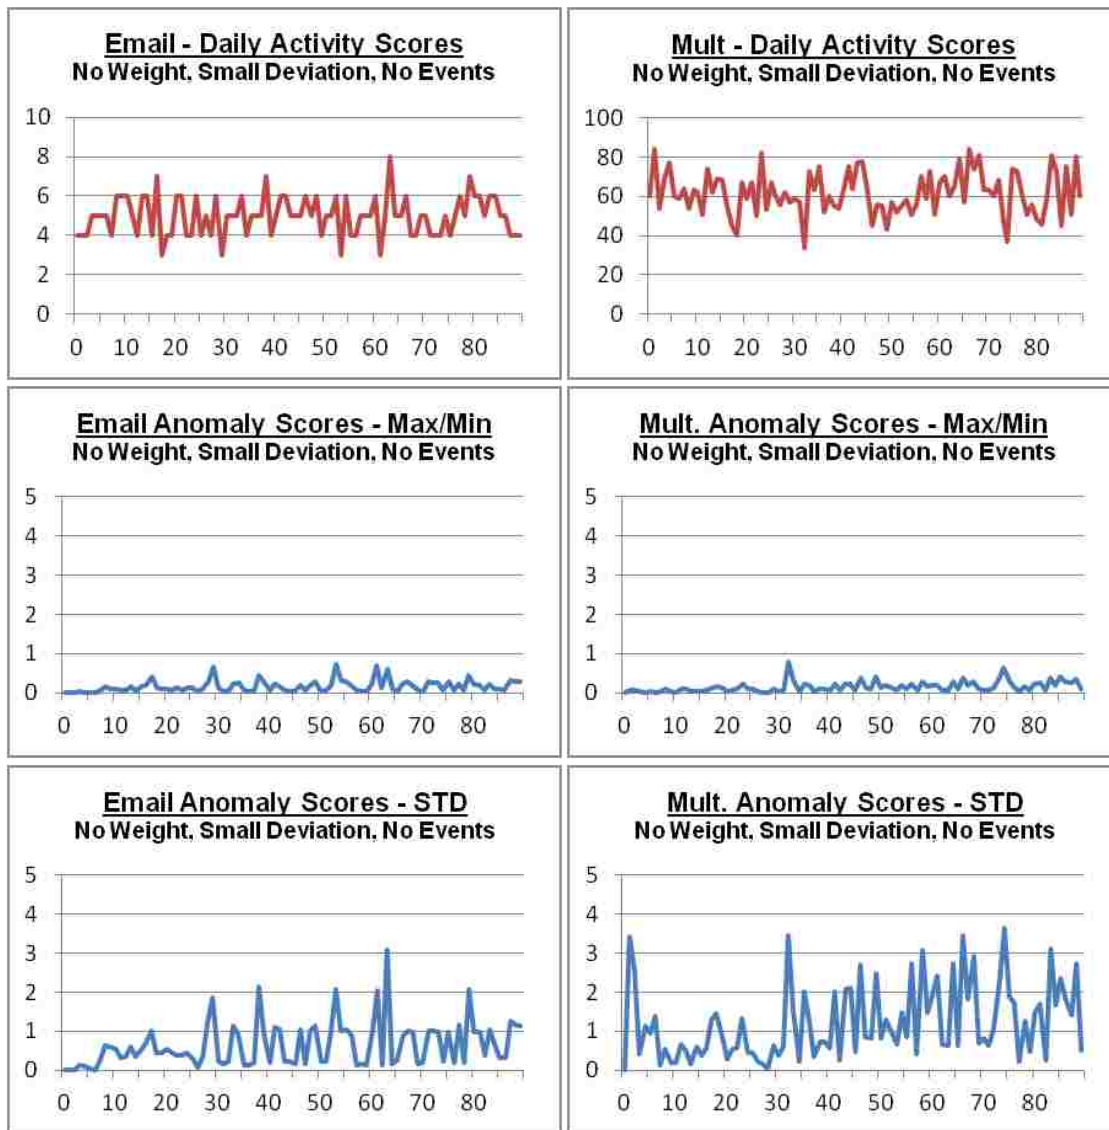 Email - Daily Activity Scores
No Weight, Small Deviation, No Events
10
8
6
4
2
0
0 10 20 30 40 50 60 70 80
Mult - Daily Activity Scores
No Weight, Small Deviation, No Events
100
80
60
40
20
0
0 10 20 30 40 50 60 70 80
Email Anomaly Scores - Max/Min
No Weight, Small Deviation, No Events
5
4
3
2
1
0
0 10 20 30 40 50 60 70 80
Mult. Anomaly Scores - Max/Min
No Weight, Small Deviation, No Events
5
4
3
2
1
0
0 10 20 30 40 50 60 70 80
Email Anomaly Scores - STD
No Weight, Small Deviation, No Events
5
4
3
2
1
0
0 10 20 30 40 50 60 70 80
Mult. Anomaly Scores - STD
No Weight, Small Deviation, No Events
5
4
3
2
1
0
0 10 20 30 40 50 60 70 80